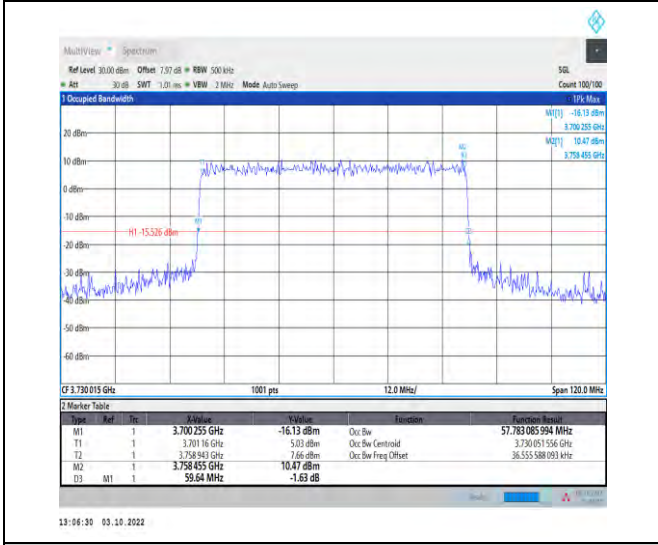 MultiView Spectrum
Ref Level 30.00 dBm Offset 7.97 dB RBW 500 kHz SGL
Att 30 dB SWT 1.01 ms VBW 2 MHz Mode Auto Sweep Count 100/100
1 Occupied Bandwidth 1Pk Max
M1[1] -16.13 dBm
3.700 255 GHz
M2[1] 10.47 dBm
3.758 455 GHz
20 dBm
10 dBm
0 dBm
-10 dBm
H1 -15.526 dBm
-20 dBm
-30 dBm
-40 dBm
-50 dBm
-60 dBm
CF 3.730 015 GHz 1001 pts 12.0 MHz/ Span 120.0 MHz
2 Marker Table
Type Ref Trc X-Value Y-Value Function Function Result
M1 1 3.700 255 GHz -16.13 dBm Occ Bw 57.783 085 994 MHz
T1 1 3.701 16 GHz 5.03 dBm Occ Bw Centroid 3.730 051 556 GHz
T2 1 3.758 943 GHz 7.66 dBm Occ Bw Freq Offset 36.555 588 093 kHz
M2 1 3.758 455 GHz 10.47 dBm
D3 M1 1 59.64 MHz -1.63 dB
13:06:30 03.10.2022